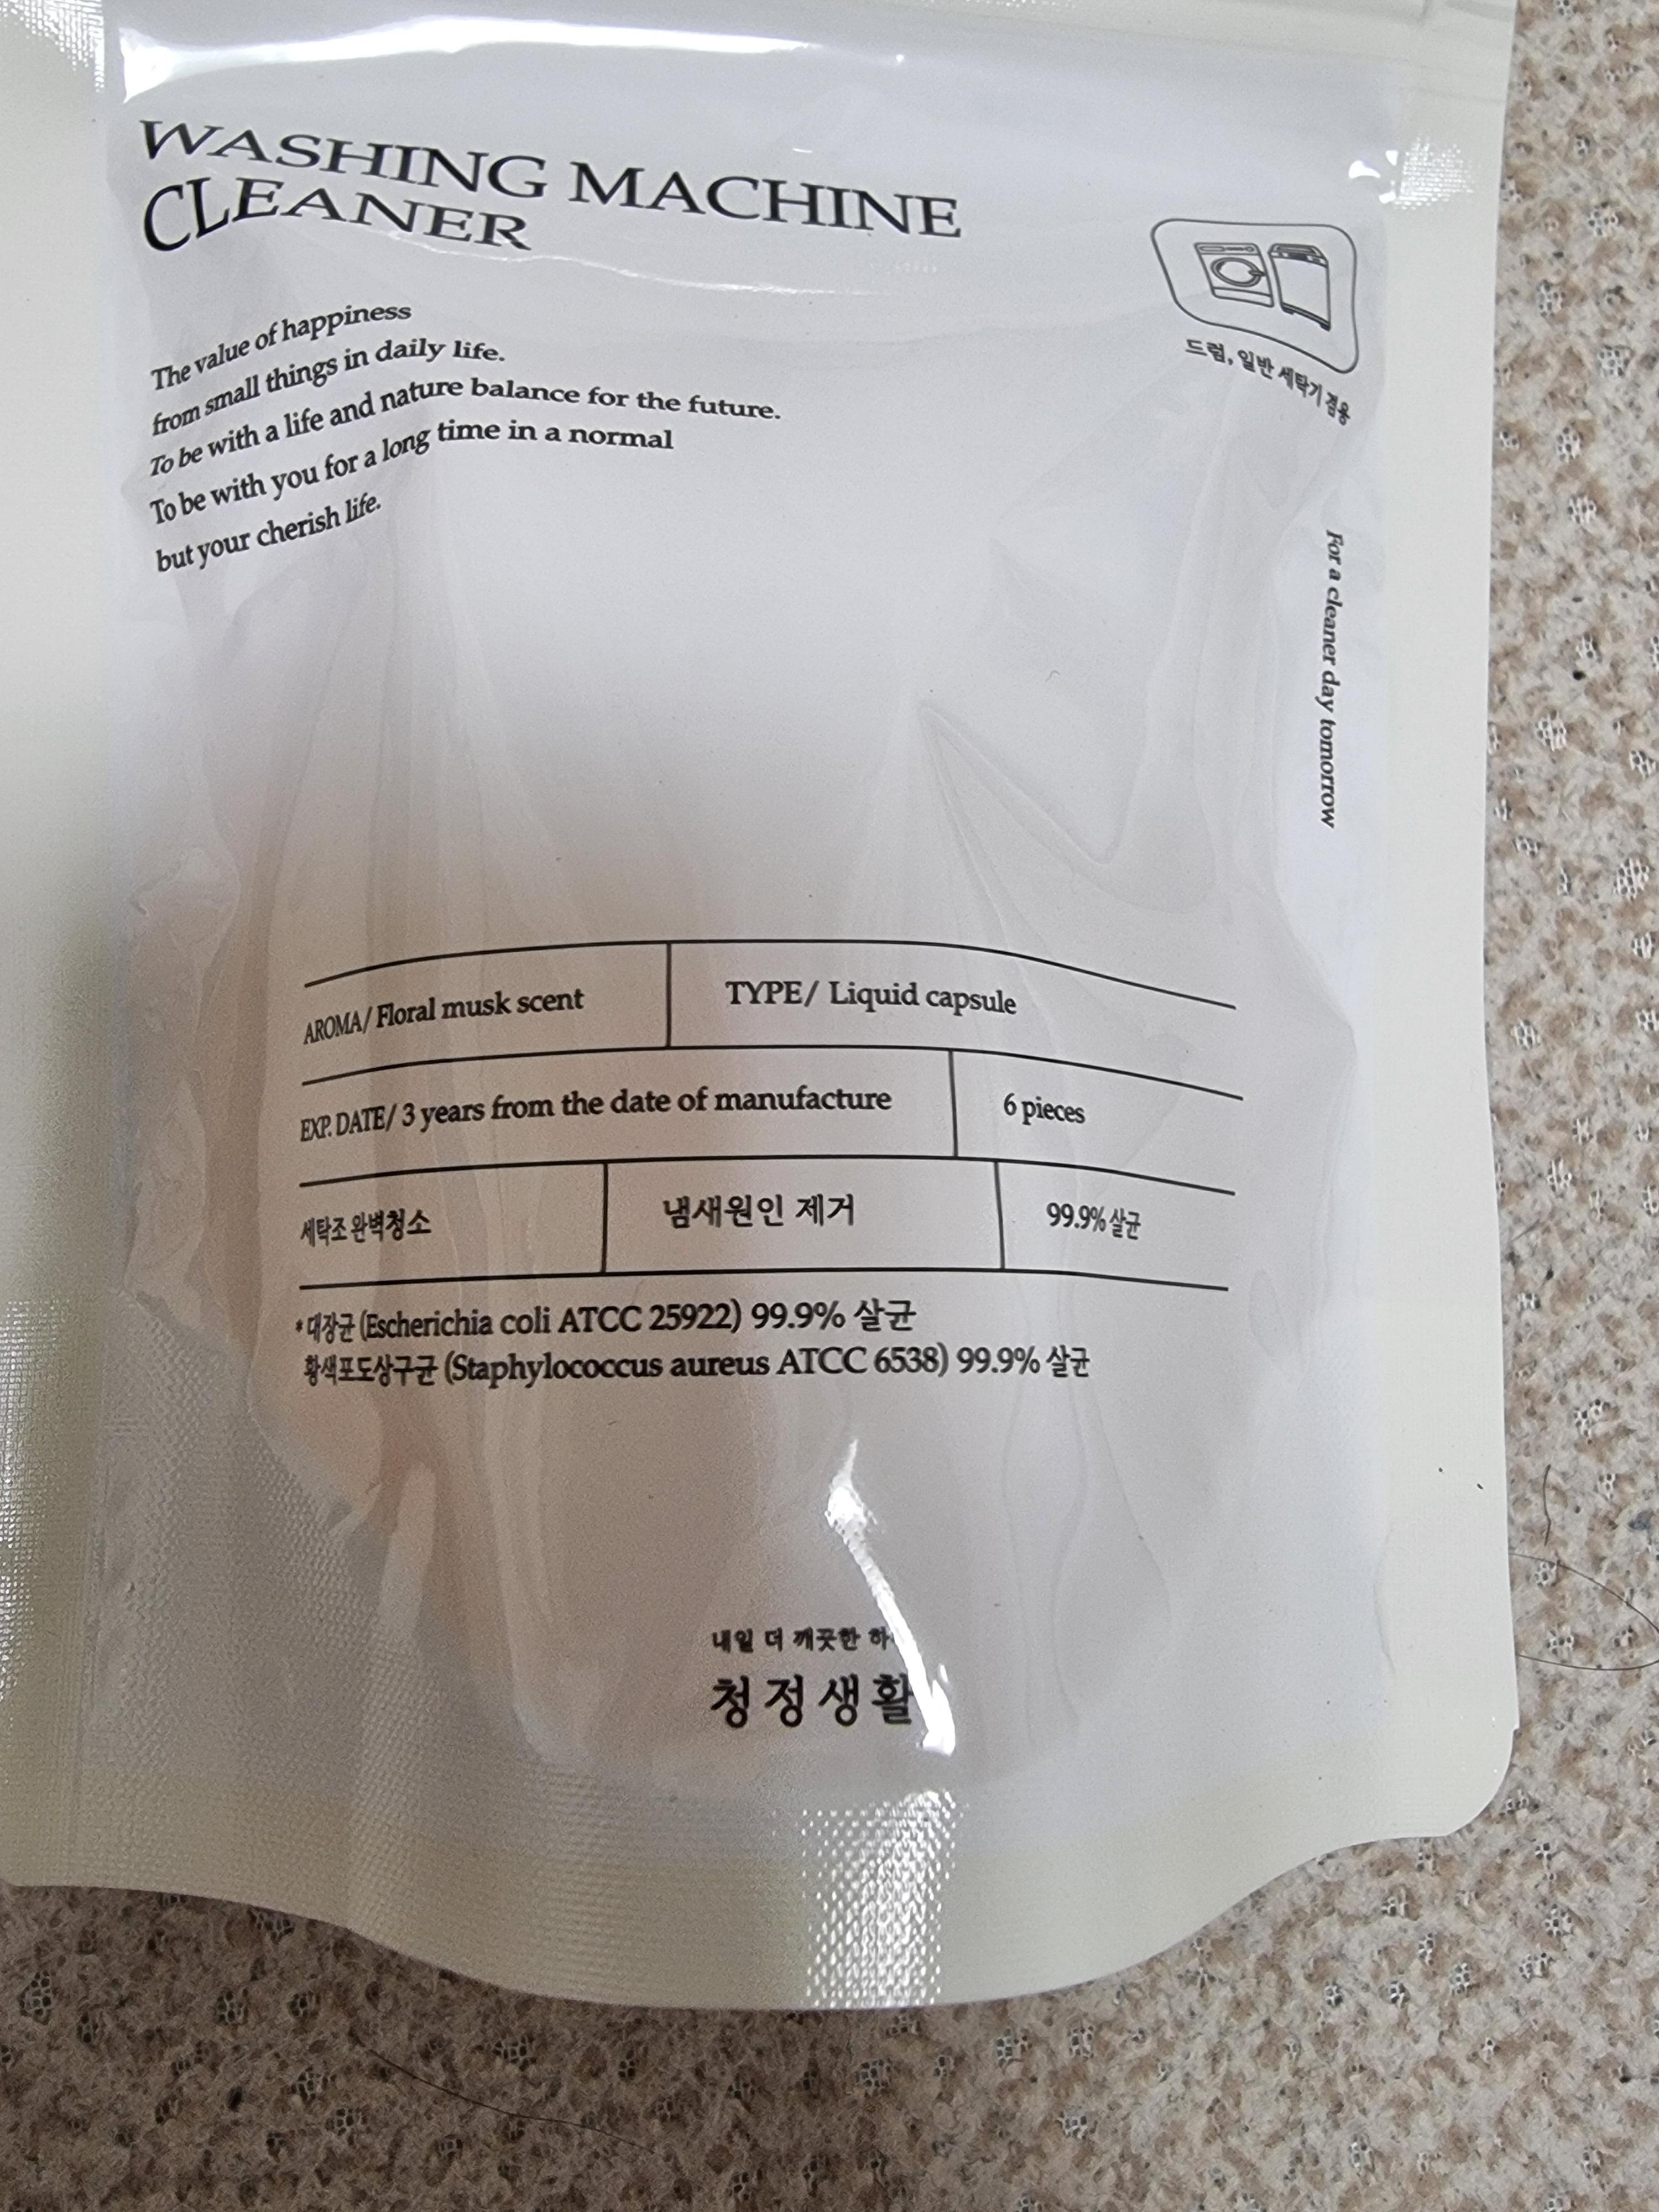 WASHING MACHINE
CLEANER
드럼, 일반 세탁기 겸용
The value of happiness
from small things in daily life.
To be with a life and nature balance for the future.
To be with you for a long time in a normal
but your cherish life.
For a cleaner day tomorrow
AROMA/ Floral musk scent
TYPE/ Liquid capsule
EXP. DATE/ 3 years from the date of manufacture
6 pieces
세탁조 완벽청소
냄새원인 제거
99.9% 살균
* 대장균 (Escherichia coli ATCC 25922) 99.9% 살균
황색포도상구균 (Staphylococcus aureus ATCC 6538) 99.9% 살균
내일 더 깨끗한
청정생활